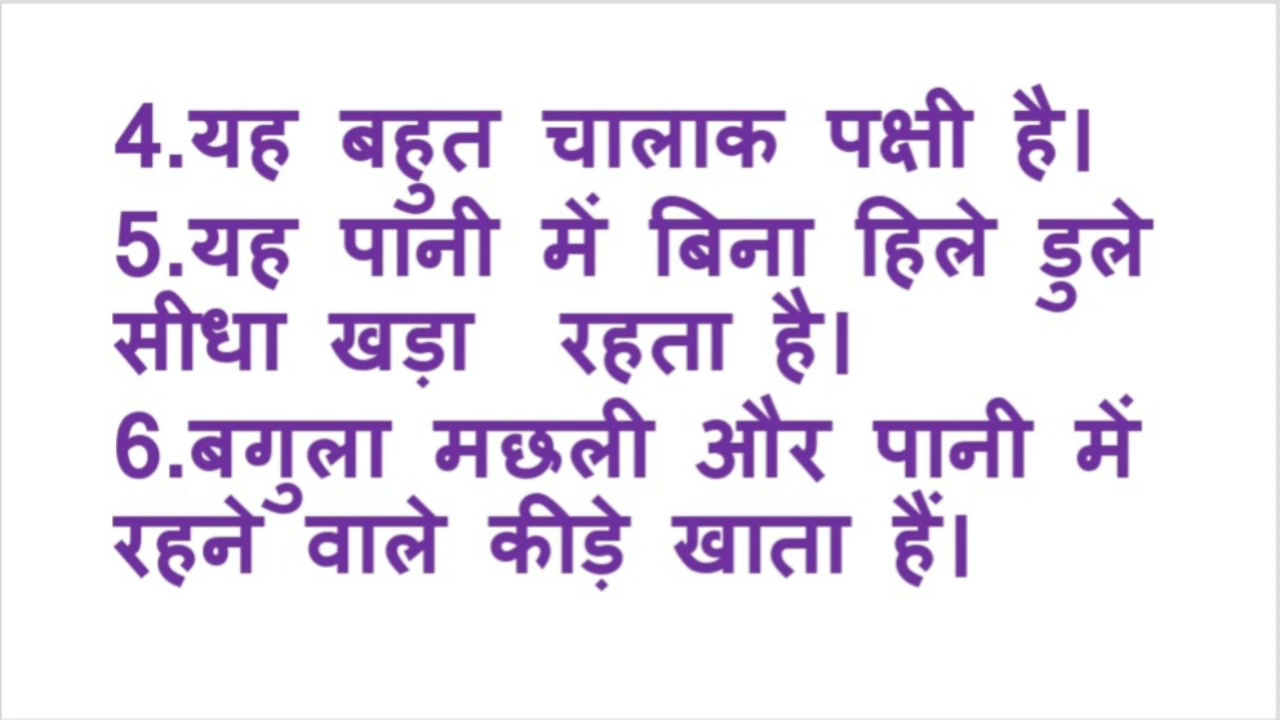 4.यह बहुत चालाक पक्षी है।
5.यह पानी में बिना हिले डुले
सीधा खड़ा रहता है।
6.बगुला मछली और पानी में
रहने वाले कीड़े खाता हैं।